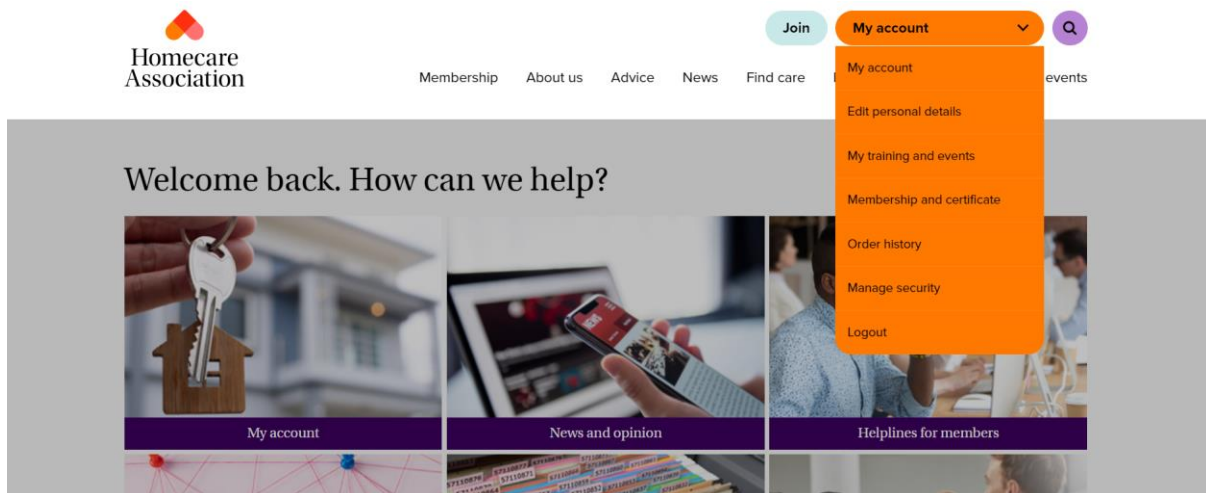 Join
My account
Homecare
Association
Membership
About us
Advice
News
Find care
events
My account
Edit personal details
My training and events
Membership and certificate
Order history
Manage security
Logout
Welcome back. How can we help?
My account
News and opinion
Helplines for members